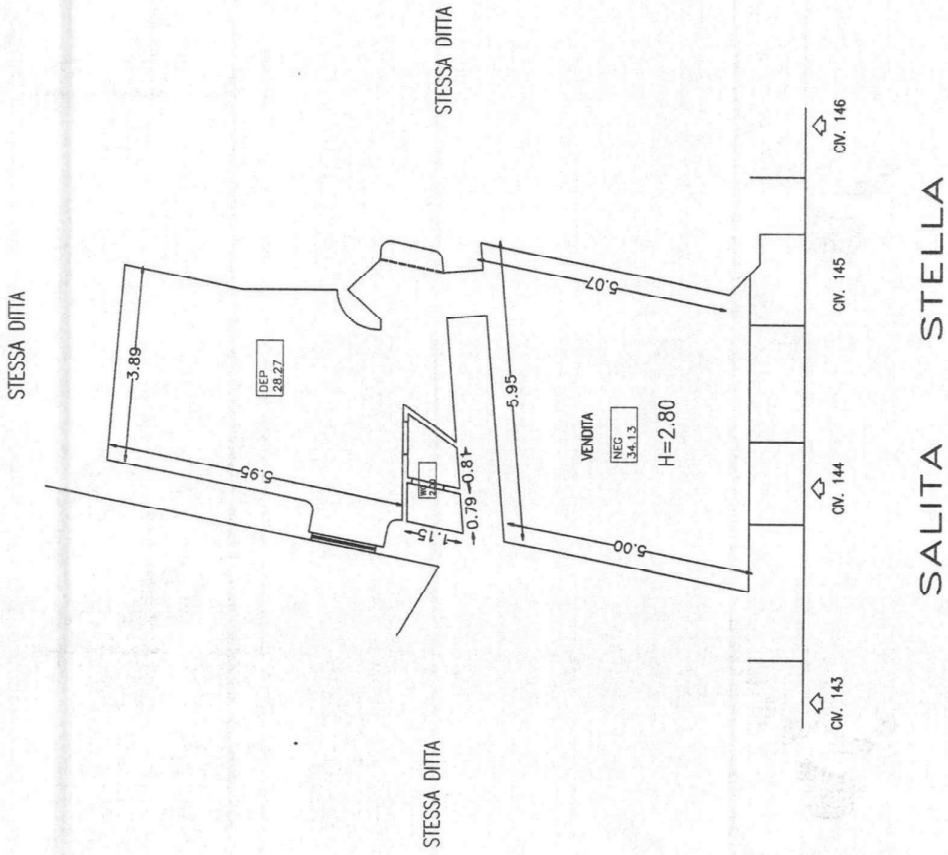 STESSA DITTA
STESSA DITTA
3.89
DEP
28.27
5.95
WC
0.81
0.79
1.15
5.95
5.07
VENDITA
NEG
34.13
H=2.80
5.00
STESSA DITTA
CIV. 143
CIV. 144
CIV. 145
CIV. 146
SALITA STELLA